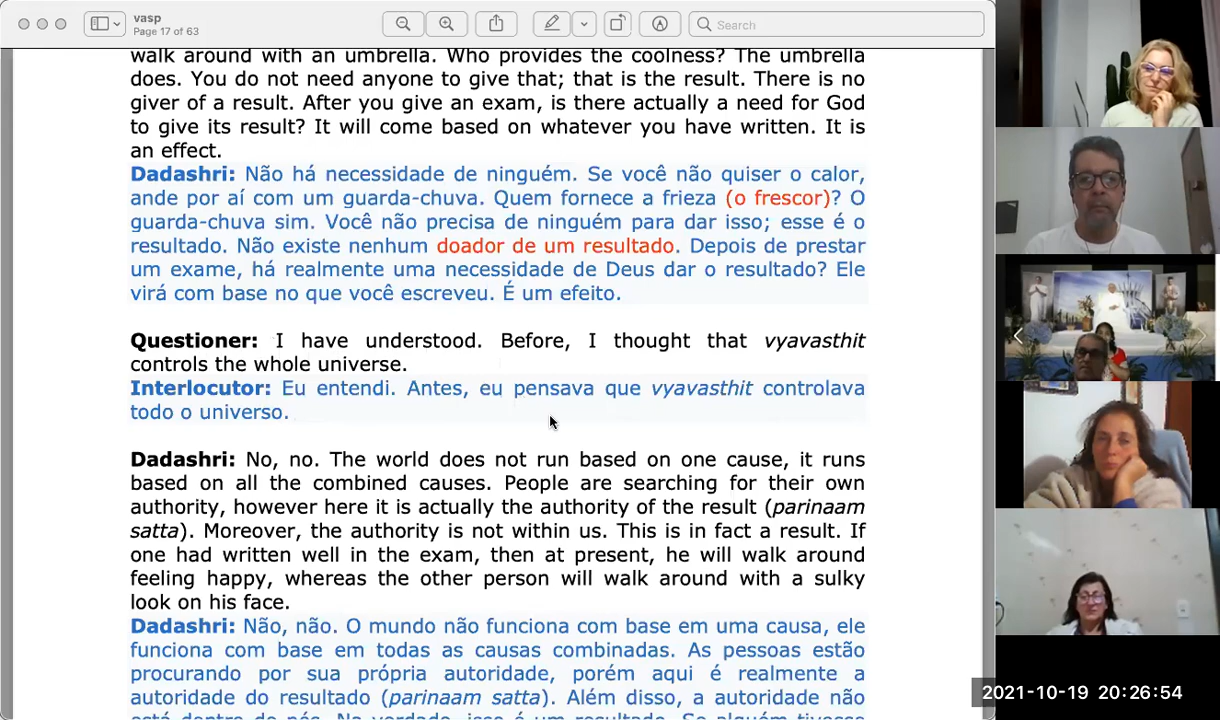 vasp
Page 17 of 63
Search
walk around with an umbrella. Who provides the coolness? The umbrella
does. You do not need anyone to give that; that is the result. There is no
giver of a result. After you give an exam, is there actually a need for God
to give its result? It will come based on whatever you have written. It is
an effect.
Dadashri: Não há necessidade de ninguém. Se você não quiser o calor,
ande por aí com um guarda-chuva. Quem fornece a frieza (o frescor)? O
guarda-chuva sim. Você não precisa de ninguém para dar isso; esse é o
resultado. Não existe nenhum doador de um resultado. Depois de prestar
um exame, há realmente uma necessidade de Deus dar o resultado? Ele
virá com base no que você escreveu. É um efeito.
Questioner: I have understood. Before, I thought that vyavasthit
controls the whole universe.
Interlocutor: Eu entendi. Antes, eu pensava que vyavasthit controlava
todo o universo.
Dadashri: No, no. The world does not run based on one cause, it runs
based on all the combined causes. People are searching for their own
authority, however here it is actually the authority of the result (parinaam
satta). Moreover, the authority is not within us. This is in fact a result. If
one had written well in the exam, then at present, he will walk around
feeling happy, whereas the other person will walk around with a sulky
look on his face.
Dadashri: Não, não. O mundo não funciona com base em uma causa, ele
funciona com base em todas as causas combinadas. As pessoas estão
procurando por sua própria autoridade, porém aqui é realmente a
autoridade do resultado (parinaam satta). Além disso, a autoridade não
está dentro de nós. Na verdade, isso é um resultado. Se alguém tivesse
2021-10-19 20:26:54